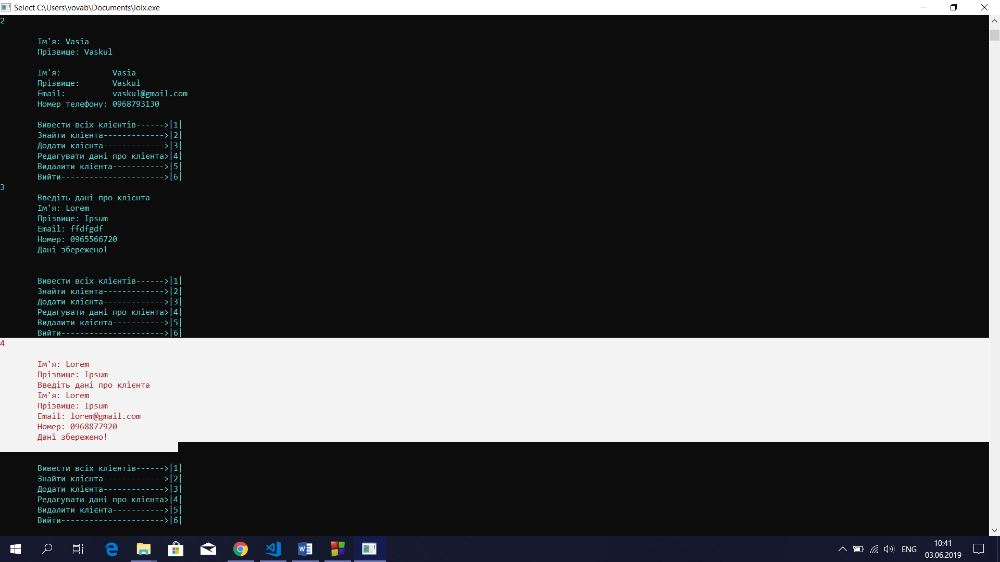 Select C:\Users\vovab\Documents\lolx.exe
2
Ім'я: Vasia
Прізвище: Vaskul
Ім'я:           Vasia
Прізвище:       Vaskul
Email:          vaskul@gmail.com
Номер телефону: 0968793130
Вивести всіх клієнтів------>|1|
Знайти клієнта------------->|2|
Додати клієнта------------->|3|
Редагувати дані про клієнта>|4|
Видалити клієнта----------->|5|
Вийти---------------------->|6|
3
Введіть дані про клієнта
Ім'я: Lorem
Прізвище: Ipsum
Email: ffdfgdf
Номер: 0965566720
Дані збережено!
Вивести всіх клієнтів------>|1|
Знайти клієнта------------->|2|
Додати клієнта------------->|3|
Редагувати дані про клієнта>|4|
Видалити клієнта----------->|5|
Вийти---------------------->|6|
4
Ім'я: Lorem
Прізвище: Ipsum
Введіть дані про клієнта
Ім'я: Lorem
Прізвище: Ipsum
Email: lorem@gmail.com
Номер: 0968877920
Дані збережено!
Вивести всіх клієнтів------>|1|
Знайти клієнта------------->|2|
Додати клієнта------------->|3|
Редагувати дані про клієнта>|4|
Видалити клієнта----------->|5|
Вийти---------------------->|6|
ENG
10:41
03.06.2019